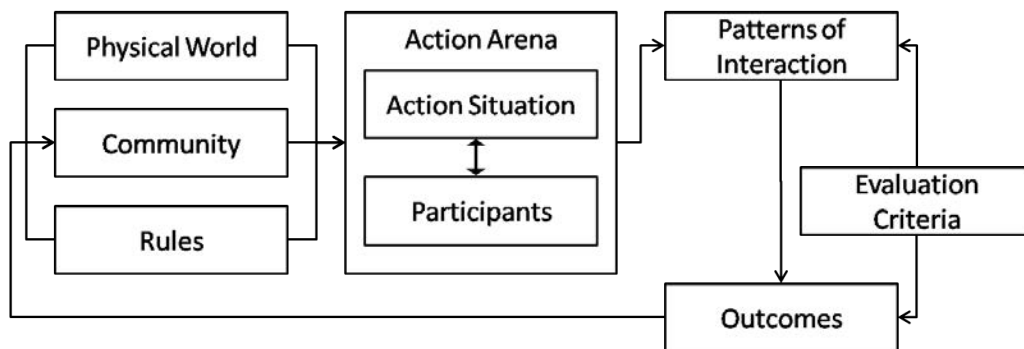 Physical World
Community
Rules
Action Arena
Action Situation
Participants
Patterns of
Interaction
Evaluation
Criteria
Outcomes